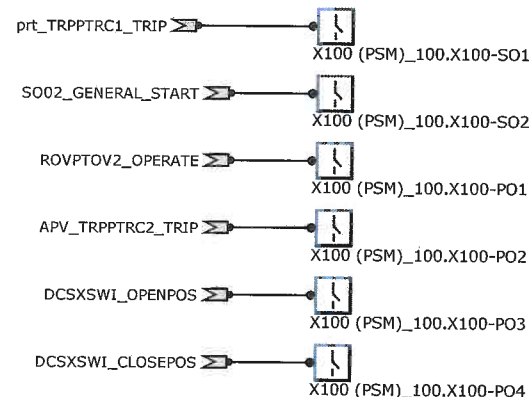 prt_TRPPTRC1_TRIP
X100 (PSM)_100.X100-SO1
SO02_GENERAL_START
X100 (PSM)_100.X100-SO2
ROVPTOV2_OPERATE
X100 (PSM)_100.X100-PO1
APV_TRPPTRC2_TRIP
X100 (PSM)_100.X100-PO2
DCSXSWI_OPENPOS
X100 (PSM)_100.X100-PO3
DCSXSWI_CLOSEPOS
X100 (PSM)_100.X100-PO4